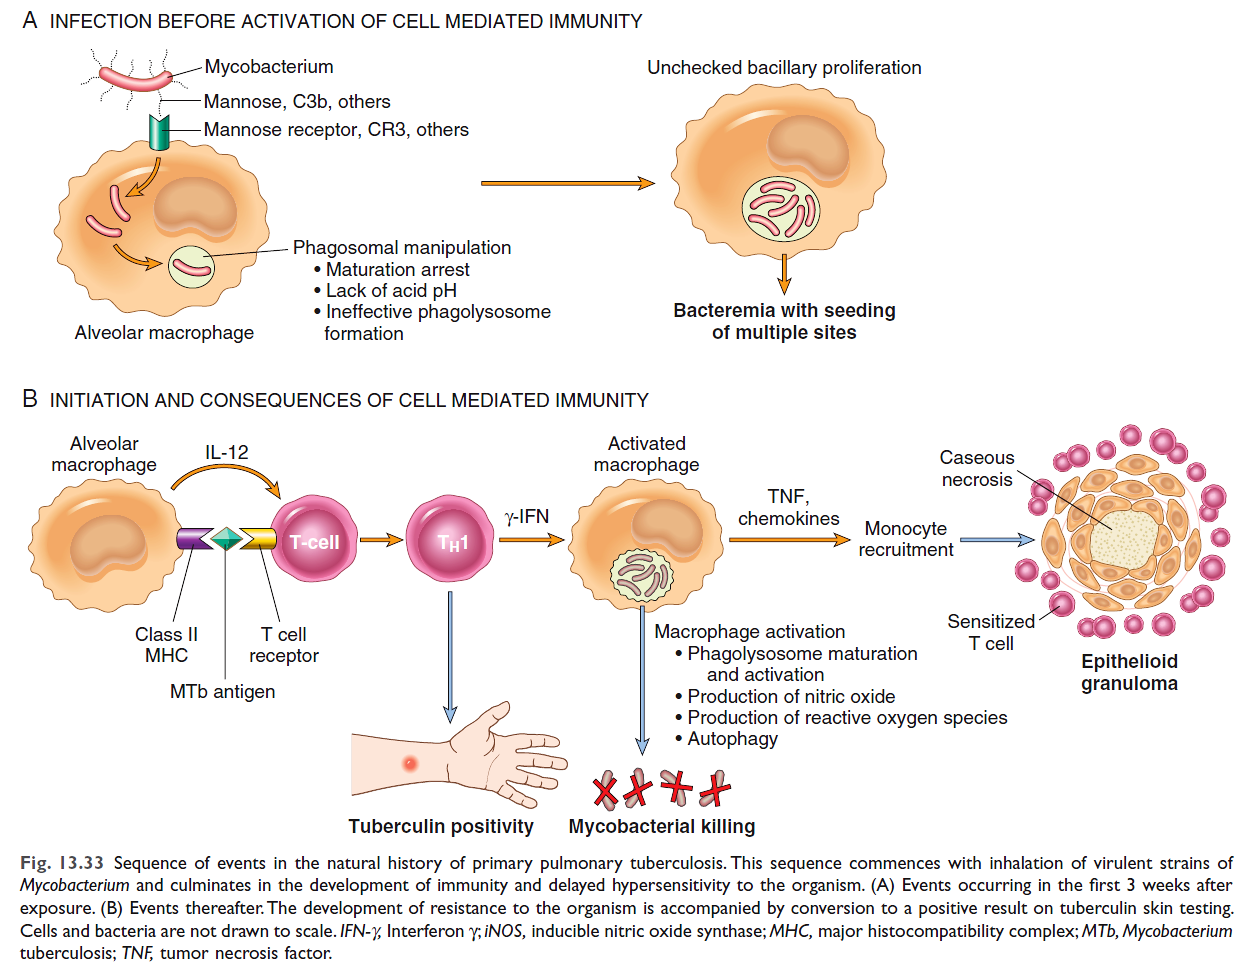 A INFECTION BEFORE ACTIVATION OF CELL MEDIATED IMMUNITY
Mycobacterium
Mannose, C3b, others
Mannose receptor, CR3, others
Phagosomal manipulation
• Maturation arrest
• Lack of acid pH
• Ineffective phagolysosome
formation
Alveolar macrophage
Unchecked bacillary proliferation
Bacteremia with seeding
of multiple sites
B INITIATION AND CONSEQUENCES OF CELL MEDIATED IMMUNITY
Alveolar
macrophage
IL-12
T-cell
Class II
MHC
MTb antigen
T cell
receptor
TH1
γ-IFN
Activated
macrophage
TNF,
chemokines
Monocyte
recruitment
Caseous
necrosis
Sensitized
T cell
Epithelioid
granuloma
Macrophage activation
• Phagolysosome maturation
and activation
• Production of nitric oxide
• Production of reactive oxygen species
• Autophagy
Tuberculin positivity
Mycobacterial killing
Fig. 13.33 Sequence of events in the natural history of primary pulmonary tuberculosis. This sequence commences with inhalation of virulent strains of
Mycobacterium and culminates in the development of immunity and delayed hypersensitivity to the organism. (A) Events occurring in the first 3 weeks after
exposure. (B) Events thereafter. The development of resistance to the organism is accompanied by conversion to a positive result on tuberculin skin testing.
Cells and bacteria are not drawn to scale. IFN-γ, Interferon γ; iNOS, inducible nitric oxide synthase; MHC, major histocompatibility complex; MTb, Mycobacterium
tuberculosis; TNF, tumor necrosis factor.